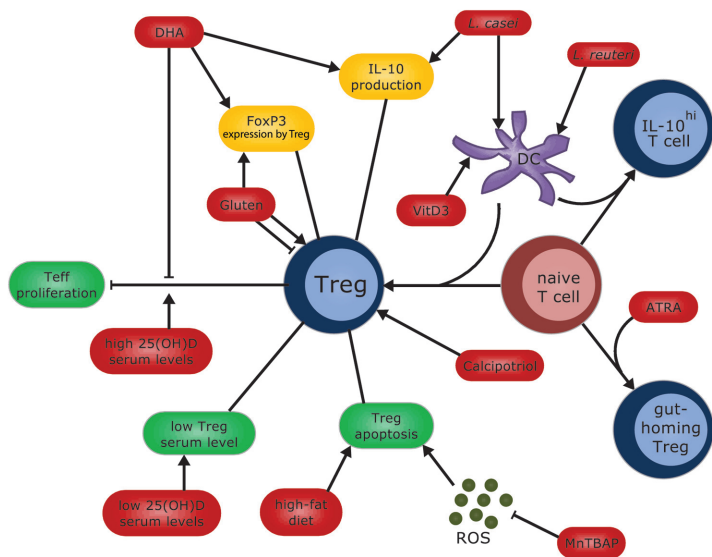 DHA
L. casei
IL-10
production
L. reuteri
FoxP3
expression by Treg
IL-10hi
T cell
DC
VitD3
Gluten
Teff
proliferation
Treg
naive
T cell
ATRA
high 25(OH)D
serum levels
Calcipotriol
low Treg
serum level
Treg
apoptosis
gut-
homing
Treg
low 25(OH)D
serum levels
high-fat
diet
ROS
MnTBAP